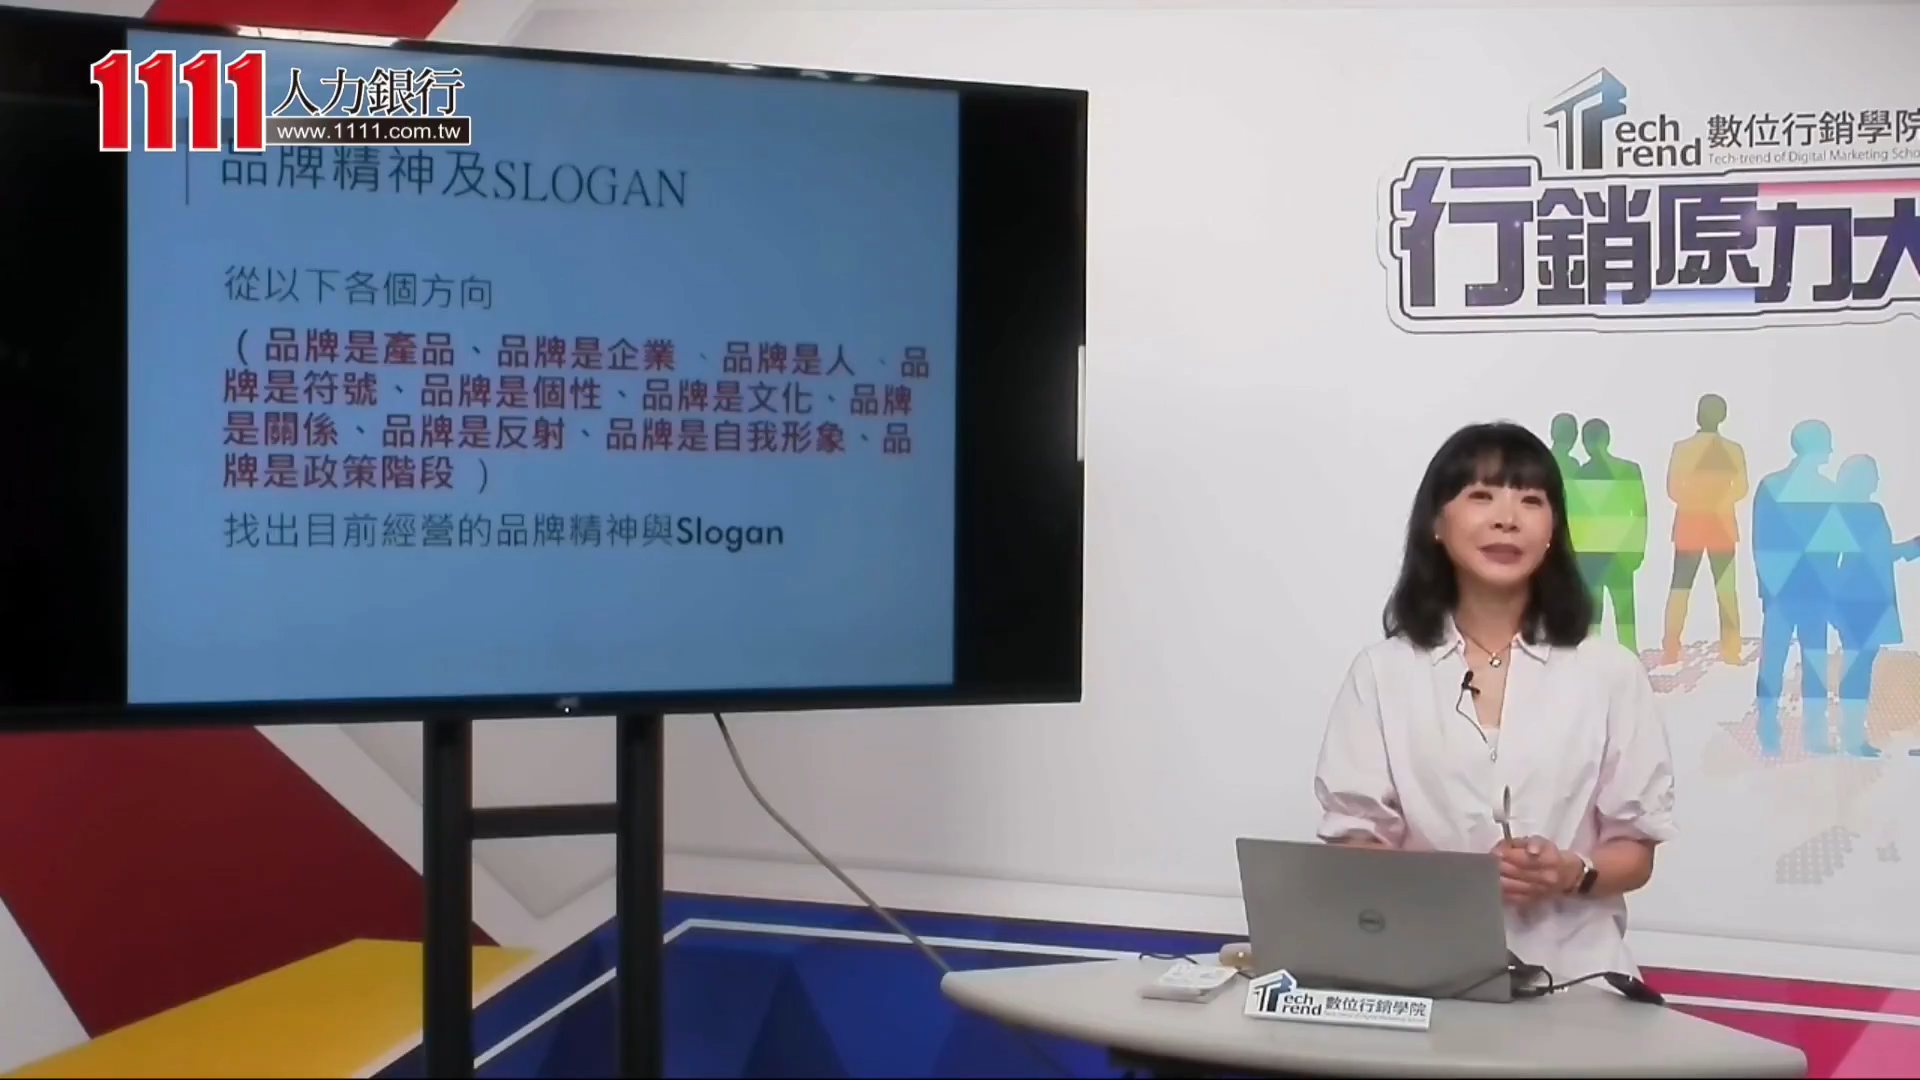 1111人力銀行
www.1111.com.tw
品牌精神及SLOGAN
從以下各個方向
（品牌是產品、品牌是企業、品牌是人、品
牌是符號、品牌是個性、品牌是文化、品牌
是關係、品牌是反射、品牌是自我形象、品
牌是政策階段）
找出目前經營的品牌精神與Slogan
Tech Trend 數位行銷學院
Tech-trend of Digital Marketing Schoo
行銷原力大
DELL
Tech Trend 數位行銷學院